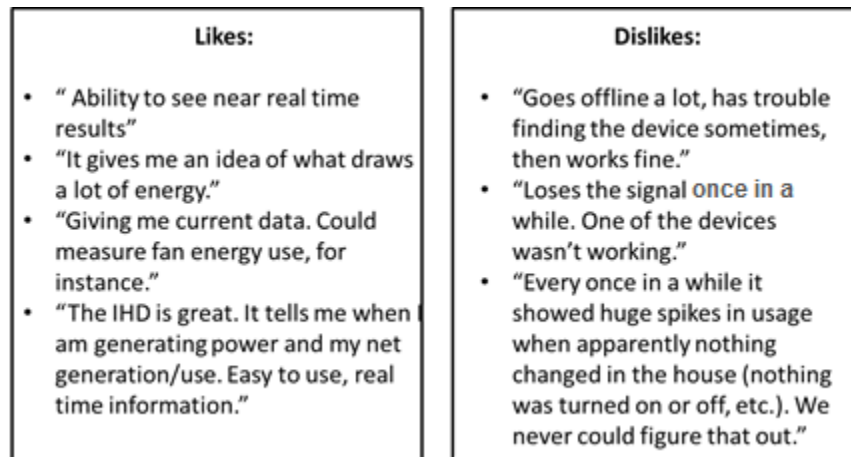 Likes:
• “ Ability to see near real time
results”
• “It gives me an idea of what draws
a lot of energy.”
• “Giving me current data. Could
measure fan energy use, for
instance.”
• “The IHD is great. It tells me when I
am generating power and my net
generation/use. Easy to use, real
time information.”
Dislikes:
• “Goes offline a lot, has trouble
finding the device sometimes,
then works fine.”
• “Loses the signal once in a
while. One of the devices
wasn’t working.”
• “Every once in a while it
showed huge spikes in usage
when apparently nothing
changed in the house (nothing
was turned on or off, etc.). We
never could figure that out.”